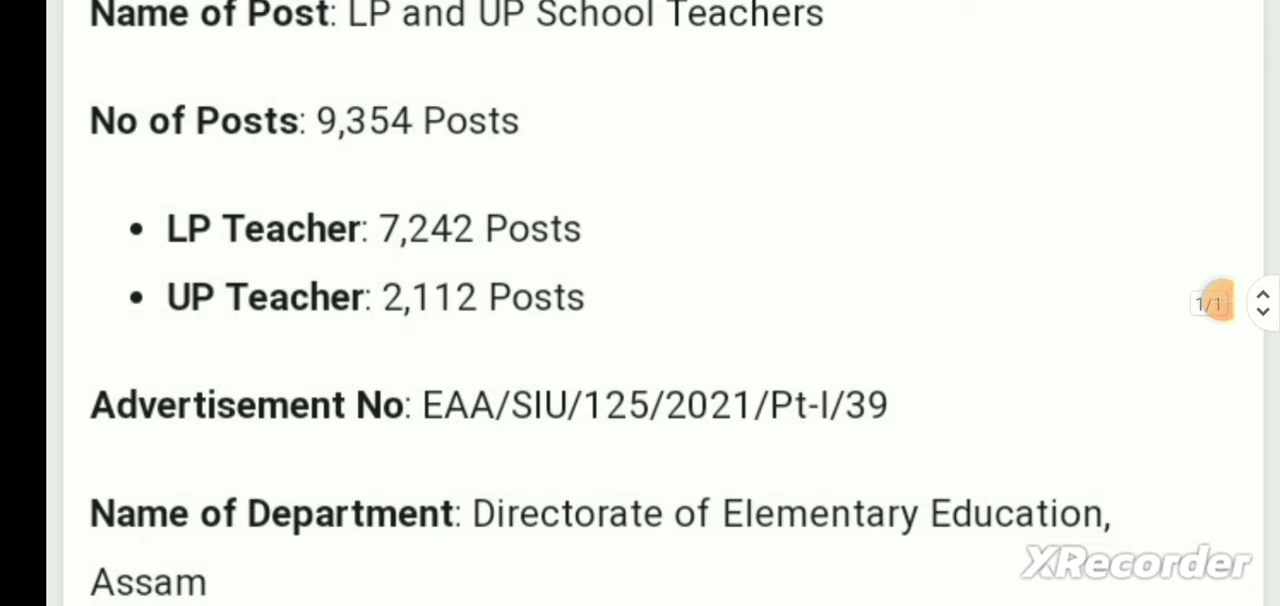 Name of Post: LP and UP School Teachers
No of Posts: 9,354 Posts
• LP Teacher: 7,242 Posts
• UP Teacher: 2,112 Posts
1/1
Advertisement No: EAA/SIU/125/2021/Pt-I/39
Name of Department: Directorate of Elementary Education,
Assam
XRecorder